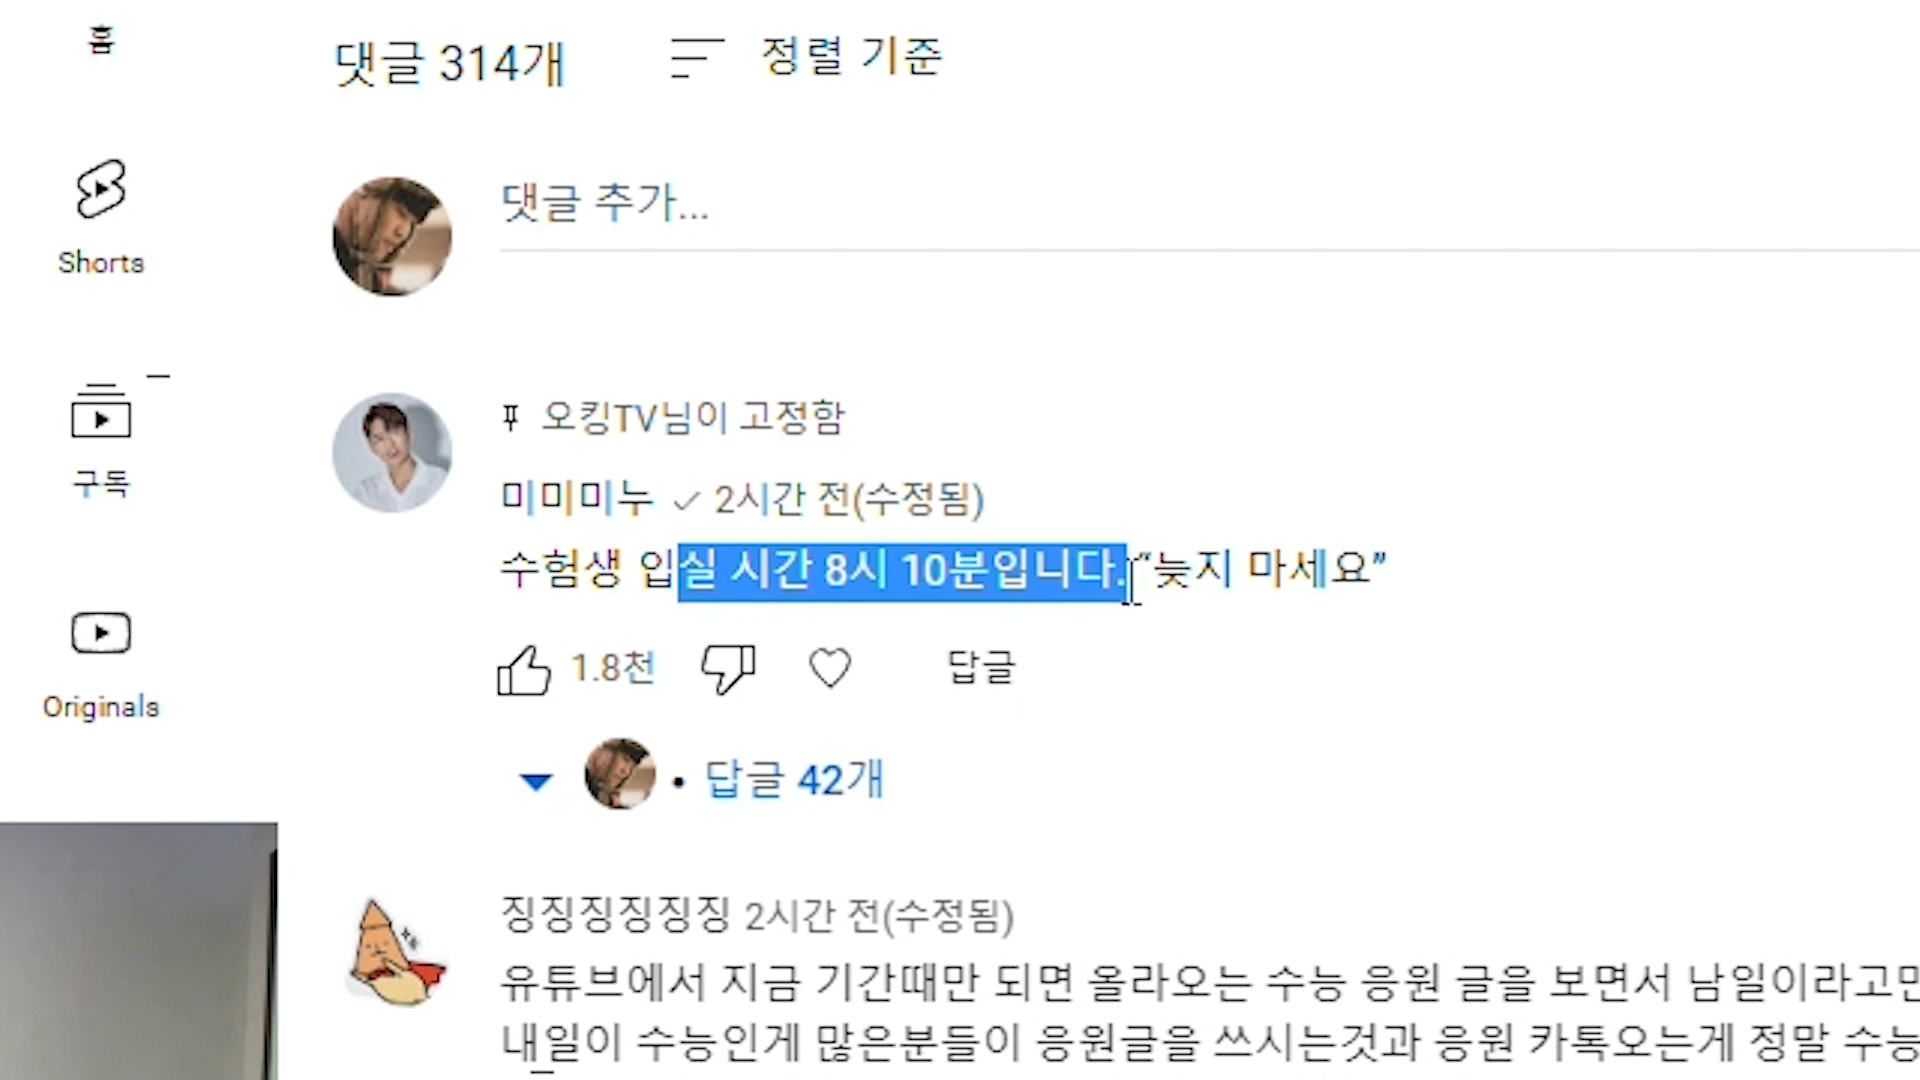 홈
댓글 314개
정렬 기준
댓글 추가...
Shorts
오킹TV님이 고정함
구독
미미미누 2시간 전(수정됨)
수험생 입실 시간 8시 10분입니다. “늦지 마세요”
1.8천
답글
Originals
답글 42개
징징징징징징 2시간 전(수정됨)
유튜브에서 지금 기간때만 되면 올라오는 수능 응원 글을 보면서 남일이라고만
내일이 수능인게 많은분들이 응원글을 쓰시는것과 응원 카톡오는게 정말 수능